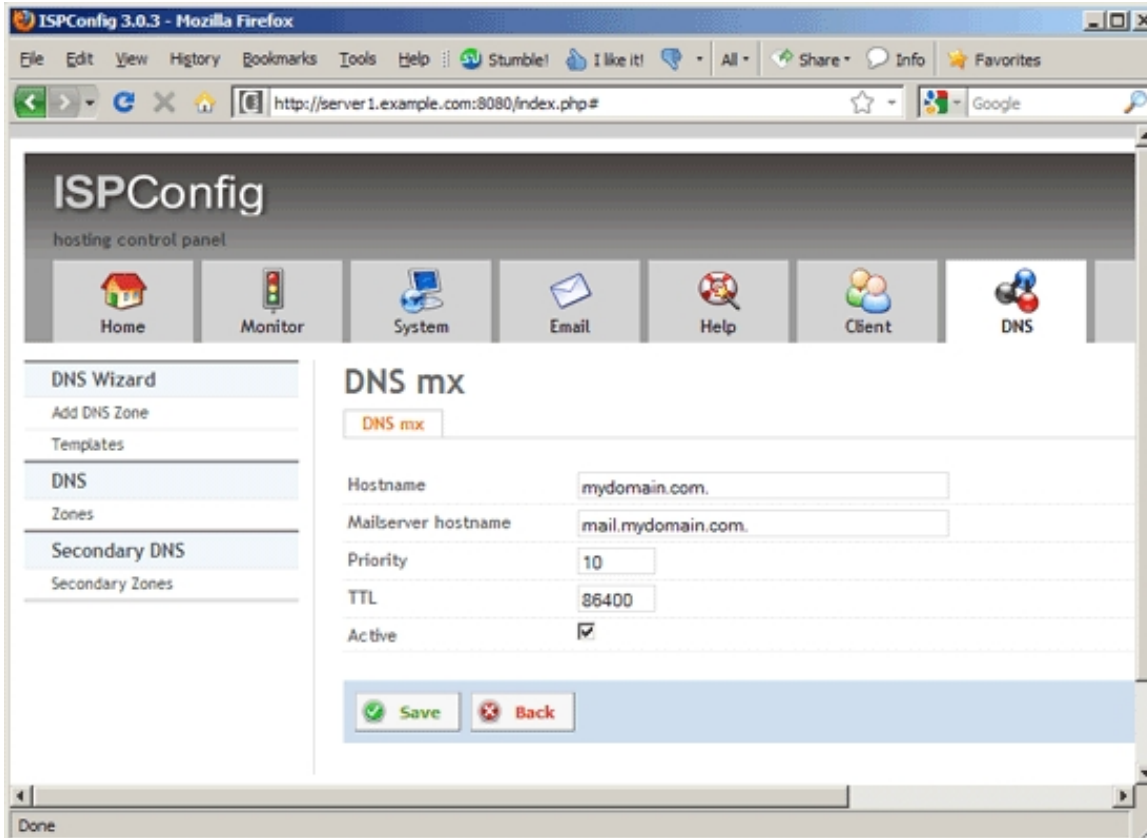 ISPConfig 3.0.3 - Mozilla Firefox
File Edit View History Bookmarks Tools Help Stumble! I like it! All Share Info Favorites
http://server1.example.com:8080/index.php# Google
ISPConfig
hosting control panel
Home Monitor System Email Help Client DNS
DNS Wizard
Add DNS Zone
Templates
DNS
Zones
Secondary DNS
Secondary Zones
DNS mx
DNS mx
Hostname mydomain.com.
Mailserver hostname mail.mydomain.com.
Priority 10
TTL 86400
Active
Save Back
Done